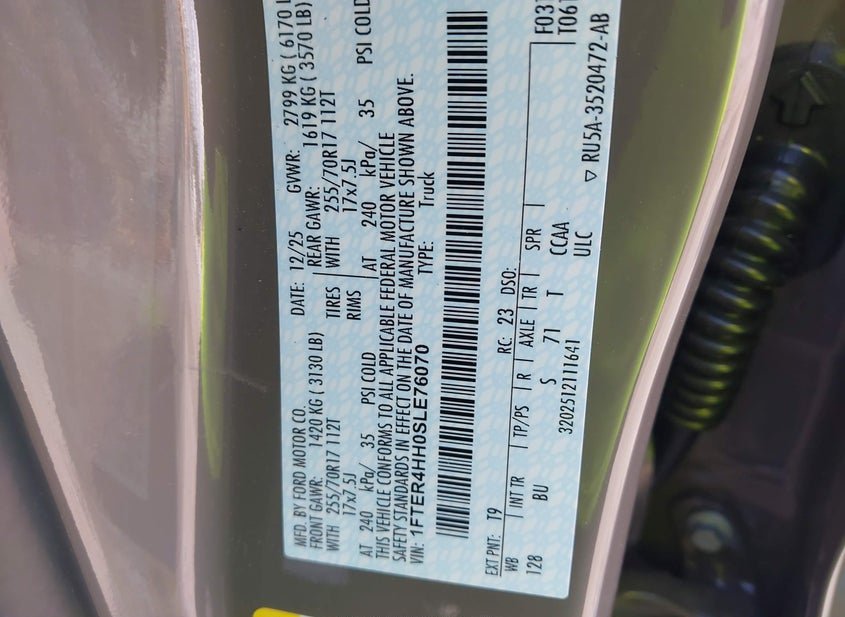 MFD. BY FORD MOTOR CO.
DATE: 12/25 GVWR: 2799 KG ( 6170 L
FRONT GAWR: 1420 KG ( 3130 LB) REAR GAWR: 1619 KG ( 3570 LB)
WITH 255/70R17 112T TIRES WITH 255/70R17 112T
17x7.5J RIMS 17x7.5J
AT 240 kPa/ 35 PSI COLD AT 240 kPa/ 35 PSI COLD
THIS VEHICLE CONFORMS TO ALL APPLICABLE FEDERAL MOTOR VEHICLE
SAFETY STANDARDS IN EFFECT ON THE DATE OF MANUFACTURE SHOWN ABOVE.
VIN: 1FTER4HH0SLE76070 TYPE: Truck
F031
T061
EXT PNT: T9 RC: 23 DSO:
WB INT TR TP/PS R AXLE TR SPR
128 BU S 71 T CCAA
3202512111641 ULC
▽ RU5A-3520472-AB